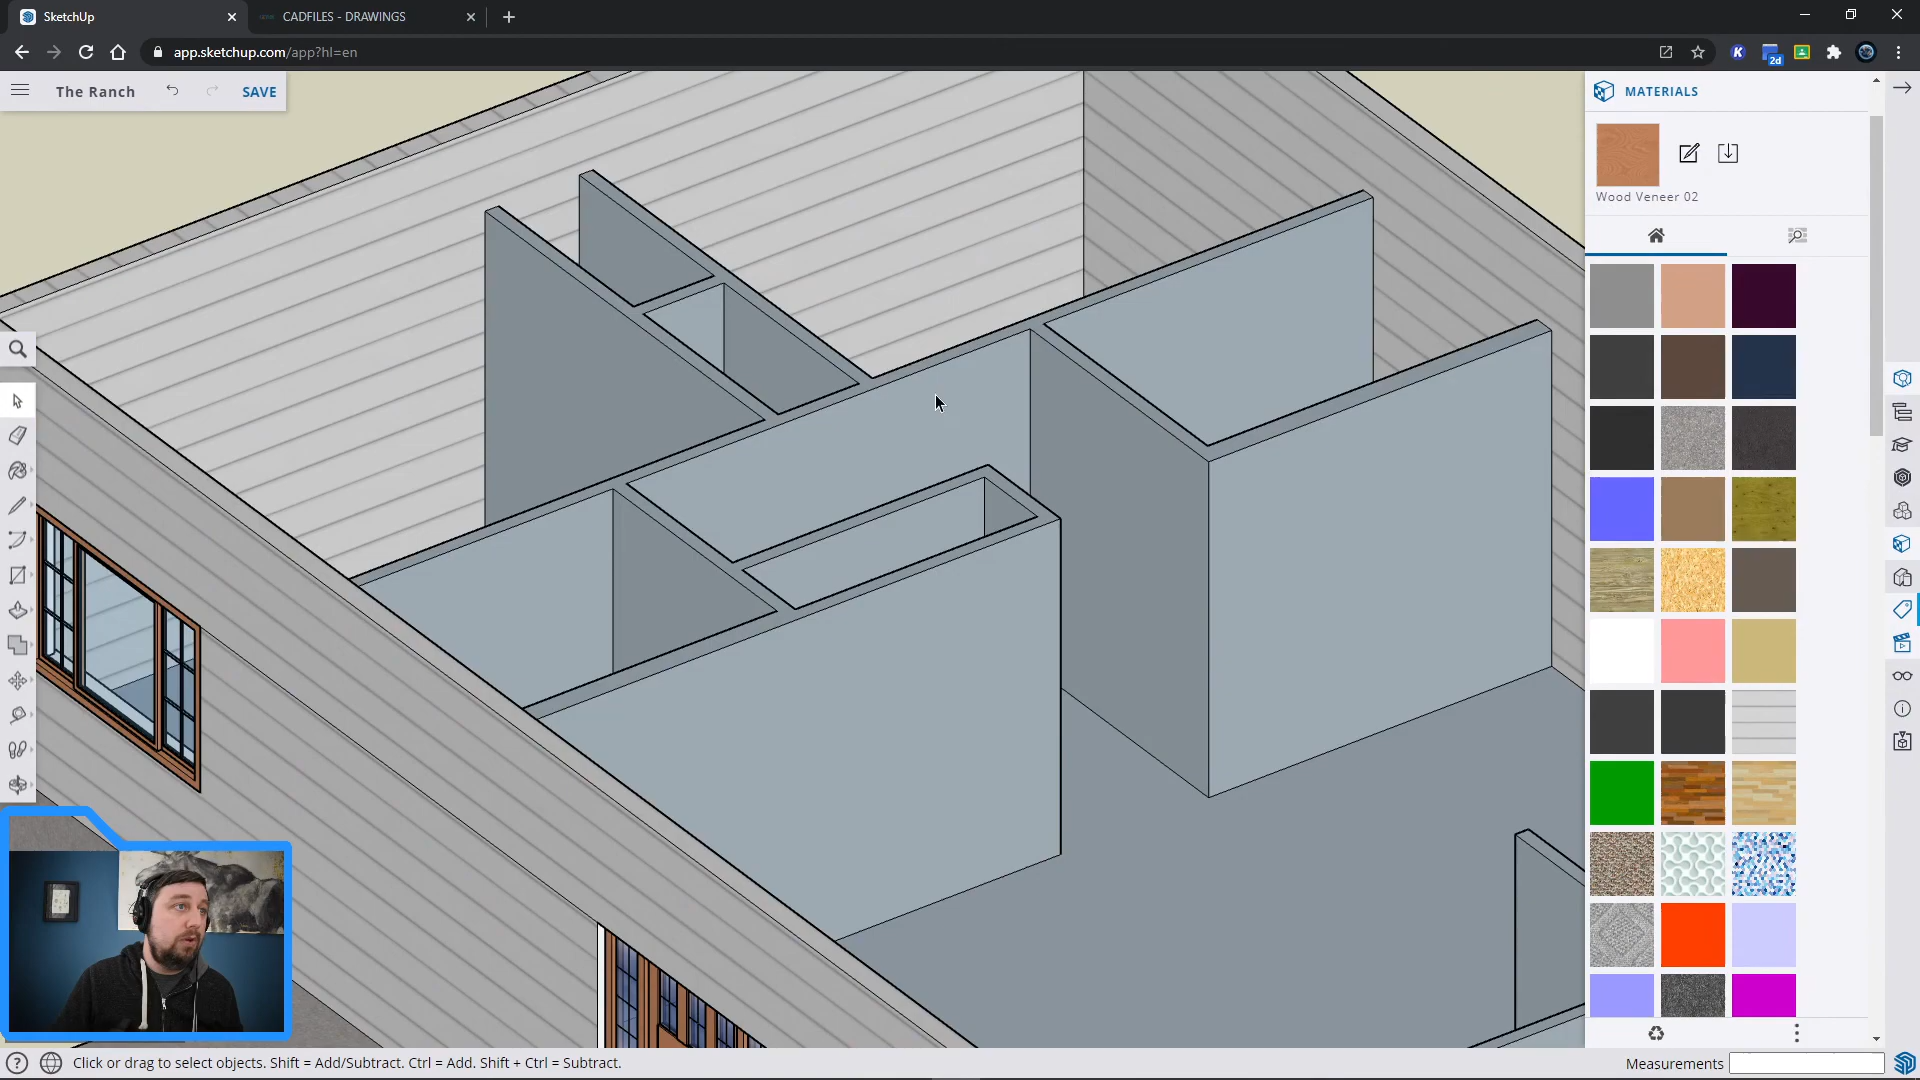 SketchUp
CADFILES - DRAWINGS
app.sketchup.com/app?hl=en
K
2d
The Ranch
SAVE
MATERIALS
Wood Veneer 02
Click or drag to select objects. Shift = Add/Subtract. Ctrl = Add. Shift + Ctrl = Subtract.
Measurements